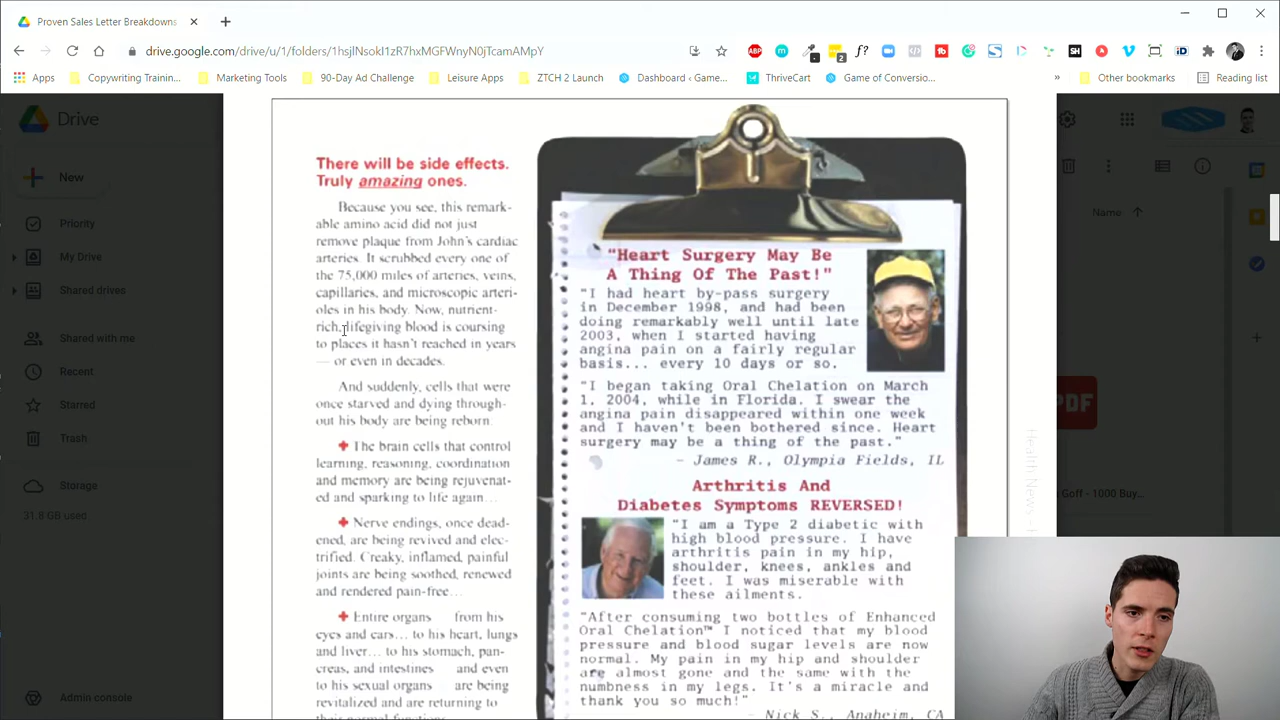 Proven Sales Letter Breakdowns
drive.google.com/drive/u/1/folders/1hsjlNsokI1zR7hxMGFWnyN0jTcamAMpY
Apps
Copywriting Trainin...
Marketing Tools
90-Day Ad Challenge
Leisure Apps
ZTCH 2 Launch
Dashboard ‹ Game...
ThriveCart
Game of Conversio...
»
Other bookmarks
Reading list
Drive
New
Priority
My Drive
Shared drives
Shared with me
Recent
Starred
Trash
Storage
31.8 GB used
Admin console
There will be side effects.
Truly amazing ones.
Because you see, this remark-
able amino acid did not just
remove plaque from John's cardiac
arteries. It scrubbed every one of
the 75,000 miles of arteries, veins,
capillaries, and microscopic arteri-
oles in his body. Now, nutrient-
rich, lifegiving blood is coursing
to places it hasn't reached in years
— or even in decades.
And suddenly, cells that were
once starved and dying through-
out his body are being reborn.
The brain cells that control
learning, reasoning, coordination
and memory are being rejuvenat-
ed and sparking to life again...
Nerve endings, once dead-
ened, are being revived and elec-
trified. Creaky, inflamed, painful
joints are being soothed, renewed
and rendered pain-free...
Entire organs from his
eyes and ears... to his heart, lungs
and liver... to his stomach, pan-
creas, and intestines and even
to his sexual organs are being
revitalized and are returning to
their normal functions
"Heart Surgery May Be
A Thing Of The Past!"
"I had heart by-pass surgery
in December 1998, and had been
doing remarkably well until late
2003, when I started having
angina pain on a fairly regular
basis... every 10 days or so.
"I began taking Oral Chelation on March
1, 2004, while in Florida. I swear the
angina pain disappeared within one week
and I haven't been bothered since. Heart
surgery may be a thing of the past."
– James R., Olympia Fields, IL
Arthritis And
Diabetes Symptoms REVERSED!
"I am a Type 2 diabetic with
high blood pressure. I have
arthritis pain in my hip,
shoulder, knees, ankles and
feet. I was miserable with
these ailments.
"After consuming two bottles of Enhanced
Oral Chelation™ I noticed that my blood
pressure and blood sugar levels are now
normal. My pain in my hip and shoulder
are almost gone and the same with the
numbness in my legs. It's a miracle and
thank you so much!"
– Nick S., Anaheim, CA
Health News
Name
PDF
Goff - 1000 Buy...